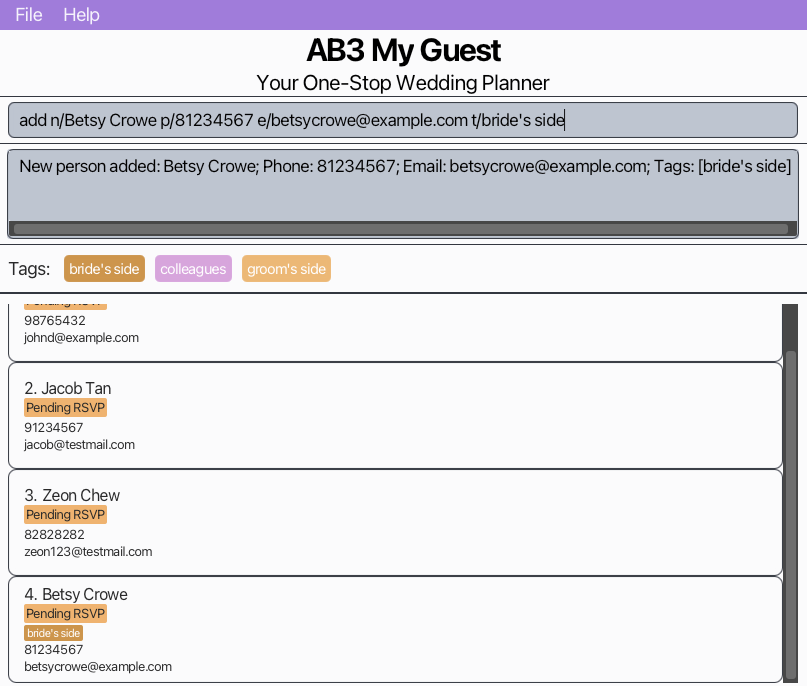 File Help
AB3 My Guest
Your One-Stop Wedding Planner
add n/Betsy Crowe p/81234567 e/betsycrowe@example.com t/bride's side
New person added: Betsy Crowe; Phone: 81234567; Email: betsycrowe@example.com; Tags: [bride's side]
Tags: bride's side colleagues groom's side
Pending RSVP
98765432
johnd@example.com
2. Jacob Tan
Pending RSVP
91234567
jacob@testmail.com
3. Zeon Chew
Pending RSVP
82828282
zeon123@testmail.com
4. Betsy Crowe
Pending RSVP
bride's side
81234567
betsycrowe@example.com